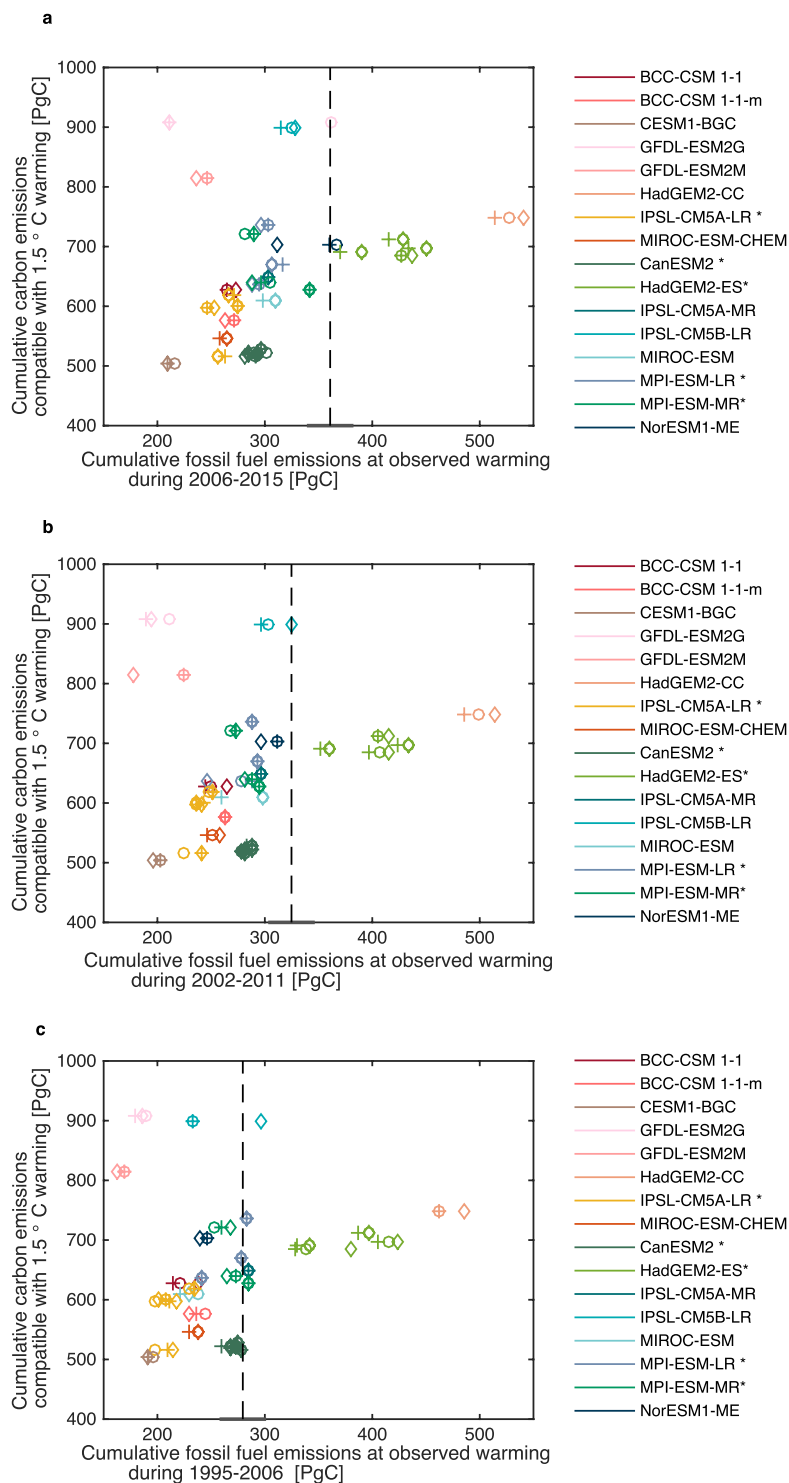 a
1000
900
800
700
600
500
400
200
300
400
500
Cumulative carbon emissions
compatible with 1.5 ° C warming [PgC]
Cumulative fossil fuel emissions at observed warming
during 2006-2015 [PgC]
BCC-CSM 1-1
BCC-CSM 1-1-m
CESM1-BGC
GFDL-ESM2G
GFDL-ESM2M
HadGEM2-CC
IPSL-CM5A-LR *
MIROC-ESM-CHEM
CanESM2 *
HadGEM2-ES*
IPSL-CM5A-MR
IPSL-CM5B-LR
MIROC-ESM
MPI-ESM-LR *
MPI-ESM-MR*
NorESM1-ME
b
1000
900
800
700
600
500
400
200
300
400
500
Cumulative carbon emissions
compatible with 1.5 ° C warming [PgC]
Cumulative fossil fuel emissions at observed warming
during 2002-2011 [PgC]
BCC-CSM 1-1
BCC-CSM 1-1-m
CESM1-BGC
GFDL-ESM2G
GFDL-ESM2M
HadGEM2-CC
IPSL-CM5A-LR *
MIROC-ESM-CHEM
CanESM2 *
HadGEM2-ES*
IPSL-CM5A-MR
IPSL-CM5B-LR
MIROC-ESM
MPI-ESM-LR *
MPI-ESM-MR*
NorESM1-ME
c
1000
900
800
700
600
500
400
200
300
400
500
Cumulative carbon emissions
compatible with 1.5 ° C warming [PgC]
Cumulative fossil fuel emissions at observed warming
during 1995-2006 [PgC]
BCC-CSM 1-1
BCC-CSM 1-1-m
CESM1-BGC
GFDL-ESM2G
GFDL-ESM2M
HadGEM2-CC
IPSL-CM5A-LR *
MIROC-ESM-CHEM
CanESM2 *
HadGEM2-ES*
IPSL-CM5A-MR
IPSL-CM5B-LR
MIROC-ESM
MPI-ESM-LR *
MPI-ESM-MR*
NorESM1-ME